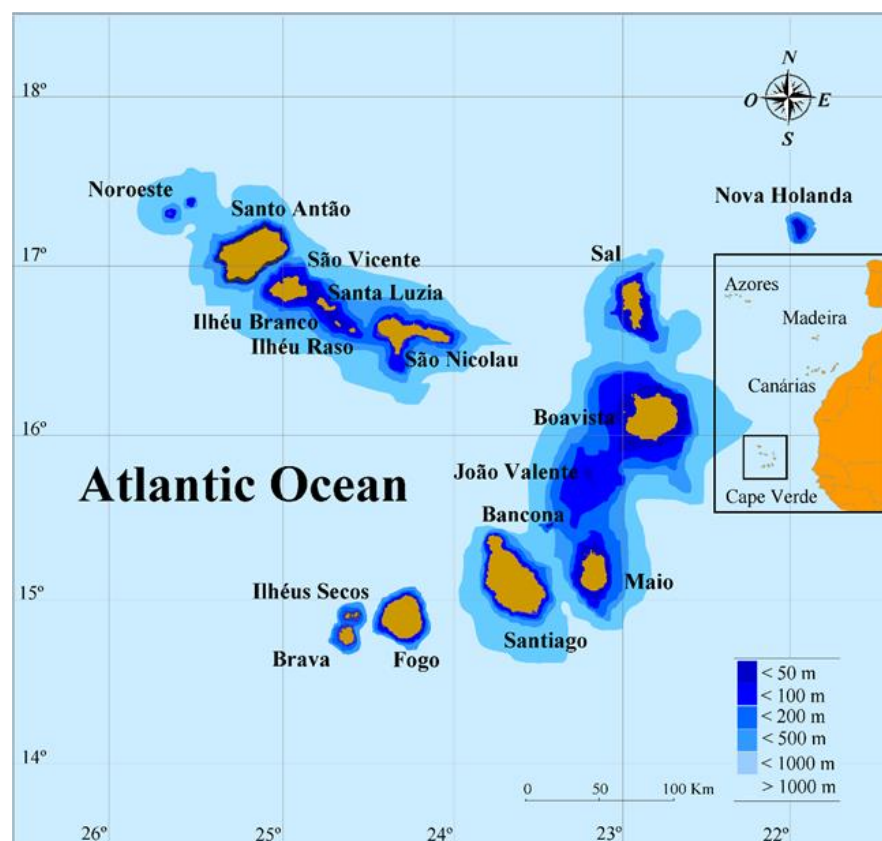 N
O E
S
18º
Noroeste
Santo Antão
Nova Holanda
17º
São Vicente
Sal
Santa Luzia
Ilhéu Branco
Ilhéu Raso
São Nicolau
Azores
Madeira
Canárias
Cape Verde
16º
Boavista
João Valente
Atlantic Ocean
Bancona
15º
Ilhéus Secos
Maio
Santiago
Brava
Fogo
< 50 m
< 100 m
< 200 m
< 500 m
< 1000 m
> 1000 m
14º
0 50 100 Km
26º 25º 24º 23º 22º